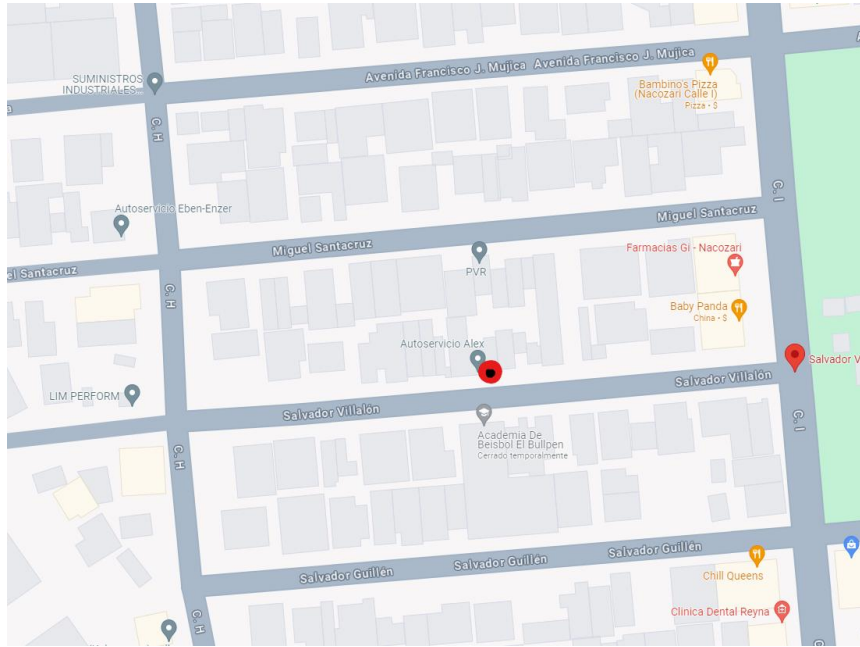 Avenida Francisco J. Mujica Avenida Francisco J. Mujica
SUMINISTROS
INDUSTRIALES...
Bambino's Pizza
(Nacozari Calle I)
Pizza • $
C. H
C. I
Autoservicio Eben-Enzer
Miguel Santacruz
Miguel Santacruz
el Santacruz
Farmacias Gi - Nacozari
PVR
Baby Panda
China • $
Autoservicio Alex
Salvador V
Salvador Villalón
LIM PERFORM
Salvador Villalón
C. I
Academia De
Beisbol El Bullpen
Cerrado temporalmente
C. H
Salvador Guillén
Salvador Guillén
Salvador Guillén
Chill Queens
Clinica Dental Reyna
C. H